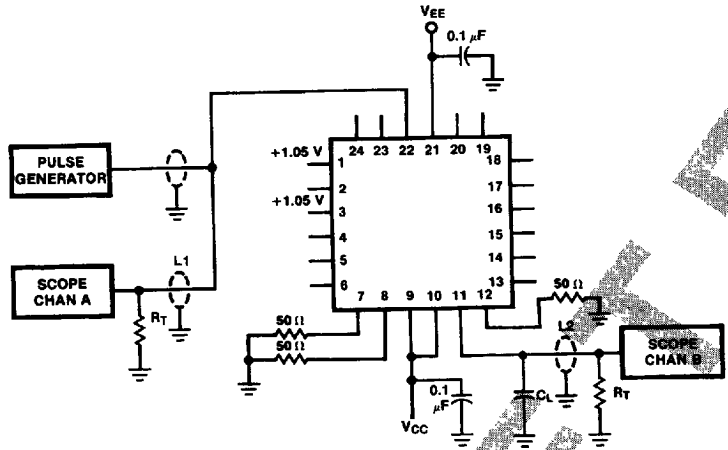 VEE
0.1 µF
24 23 22 21 20 19
PULSE
GENERATOR
+1.05 V
1
2
+1.05 V
3
4
5
6
18
17
16
15
14
13
L1
SCOPE
CHAN A
RT
7 8 9 10 11 12
50 Ω
50 Ω
50 Ω
L2
SCOPE
CHAN B
0.1
µF
CL
RT
VCC